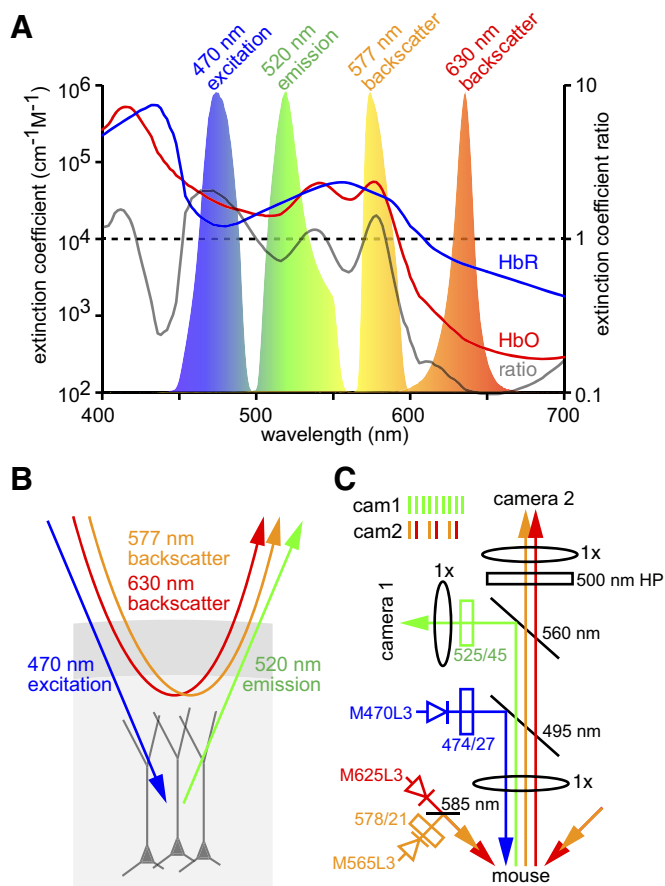 A
470 nm
excitation
520 nm
emission
577 nm
backscatter
630 nm
backscatter
extinction coefficient (cm⁻¹M⁻¹)
10⁶
10⁵
10⁴
10³
10²
10
1
0.1
extinction coefficient ratio
HbR
HbO
ratio
400
500
600
700
wavelength (nm)
B
577 nm
backscatter
630 nm
backscatter
470 nm
excitation
520 nm
emission
C
cam1
cam2
camera 2
1x
500 nm HP
1x
camera 1
525/45
560 nm
M470L3
474/27
495 nm
1x
M625L3
585 nm
578/21
M565L3
mouse